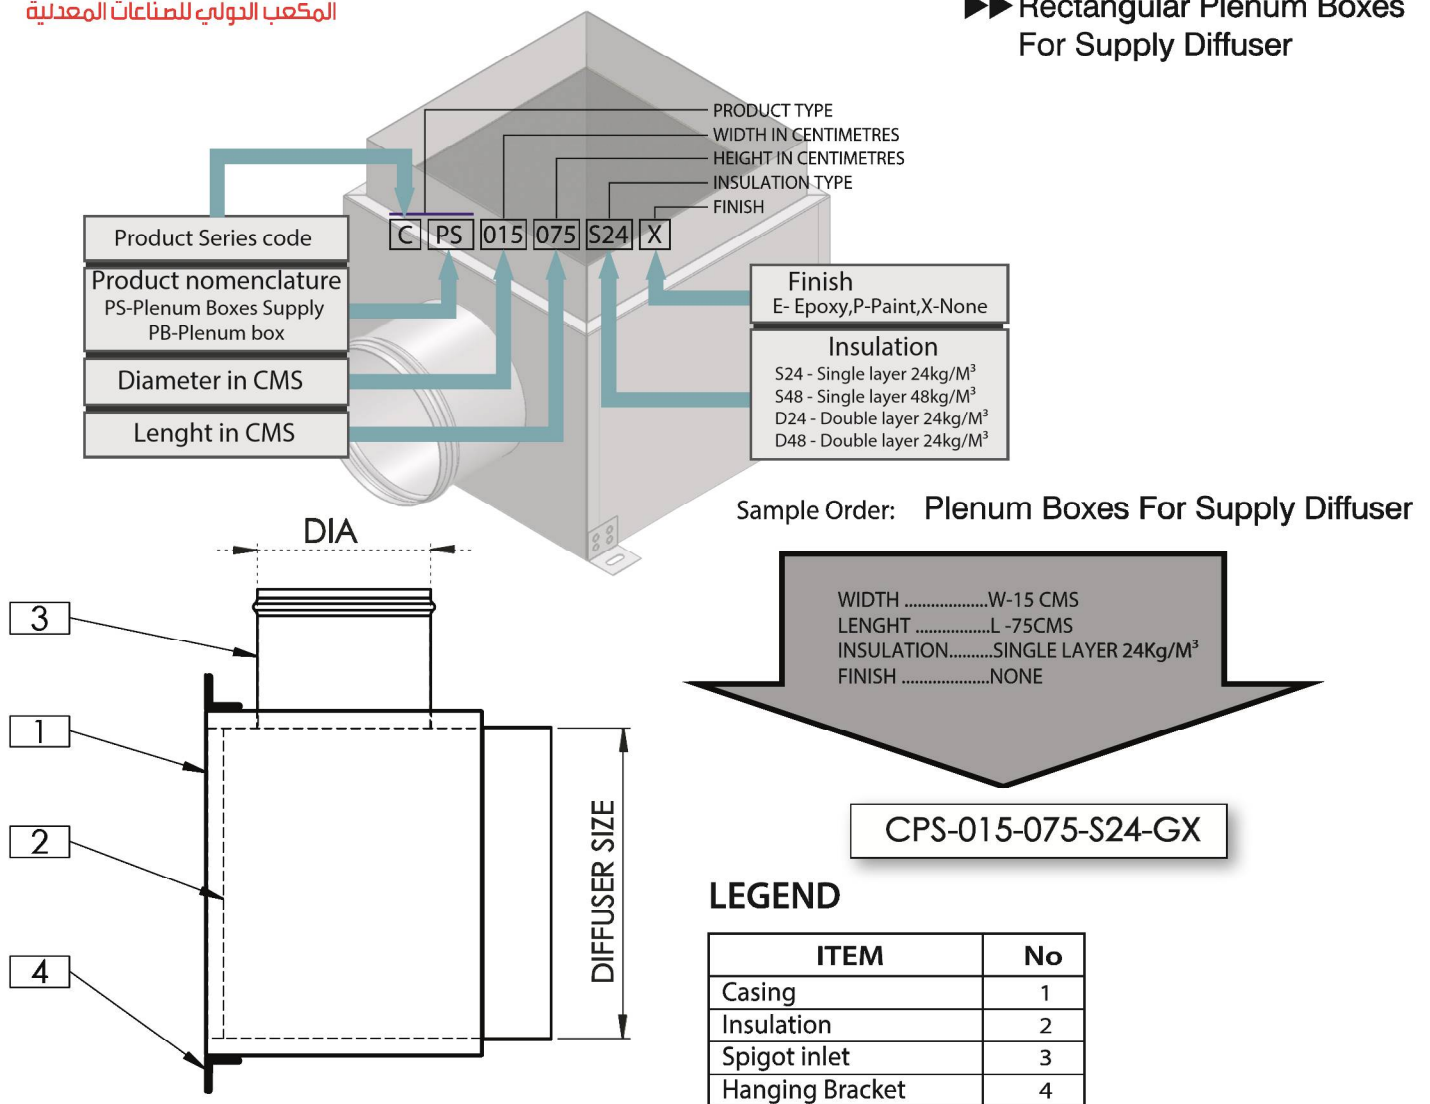 المكعب الدولي للصناعات المعدنية
Rectangular Plenum Boxes
For Supply Diffuser
PRODUCT TYPE
WIDTH IN CENTIMETRES
HEIGHT IN CENTIMETRES
INSULATION TYPE
FINISH
C PS 015 075 S24 X
Product Series code
Product nomenclature
PS-Plenum Boxes Supply
PB-Plenum box
Diameter in CMS
Lenght in CMS
Finish
E- Epoxy,P-Paint,X-None
Insulation
S24 - Single layer 24kg/M³
S48 - Single layer 48kg/M³
D24 - Double layer 24kg/M³
D48 - Double layer 24kg/M³
Sample Order: Plenum Boxes For Supply Diffuser
WIDTH ...................W-15 CMS
LENGHT .................L -75CMS
INSULATION..........SINGLE LAYER 24Kg/M³
FINISH ....................NONE
CPS-015-075-S24-GX
DIA
3
1
2
4
DIFFUSER SIZE
LEGEND
ITEM No
Casing 1
Insulation 2
Spigot inlet 3
Hanging Bracket 4